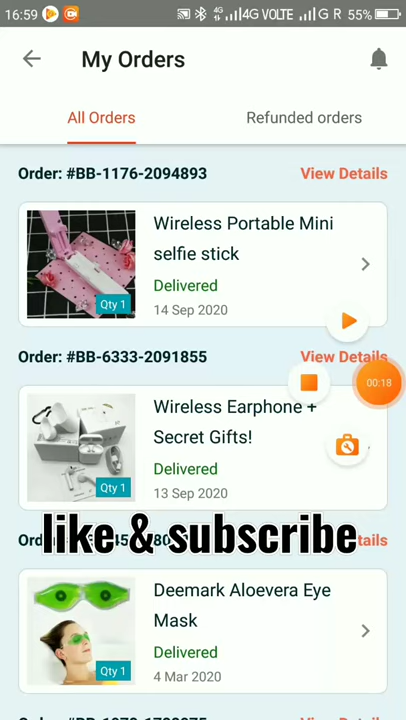 16:59 4G 4G VOLTE G R 55%
My Orders
All Orders Refunded orders
Order: #BB-1176-2094893 View Details
Wireless Portable Mini
selfie stick
Delivered
Qty 1
14 Sep 2020
Order: #BB-6333-2091855 View Details
00:18
Wireless Earphone +
Secret Gifts!
Delivered
Qty 1
13 Sep 2020
like & subscribe
Deemark Aloevera Eye
Mask
Delivered
Qty 1
4 Mar 2020